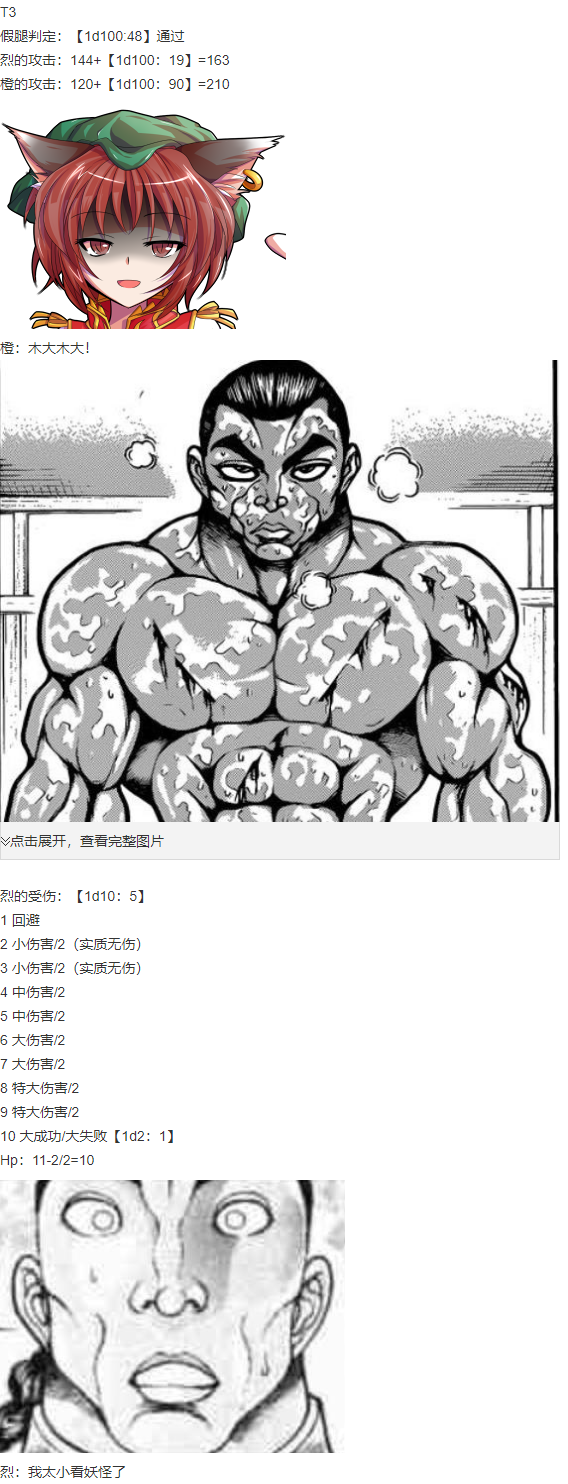 T3
假腿判定：【1d100:48】通过
烈的攻击：144+【1d100：19】=163
橙的攻击：120+【1d100：90】=210
橙：木大木大!
点击展开，查看完整图片
烈的受伤：【1d10：5】
1 回避
2 小伤害/2（实质无伤）
3 小伤害/2（实质无伤）
4 中伤害/2
5 中伤害/2
6 大伤害/2
7 大伤害/2
8 特大伤害/2
9 特大伤害/2
10 大成功/大失败【1d2：1】
Hp：11-2/2=10
烈：我太小看妖怪了